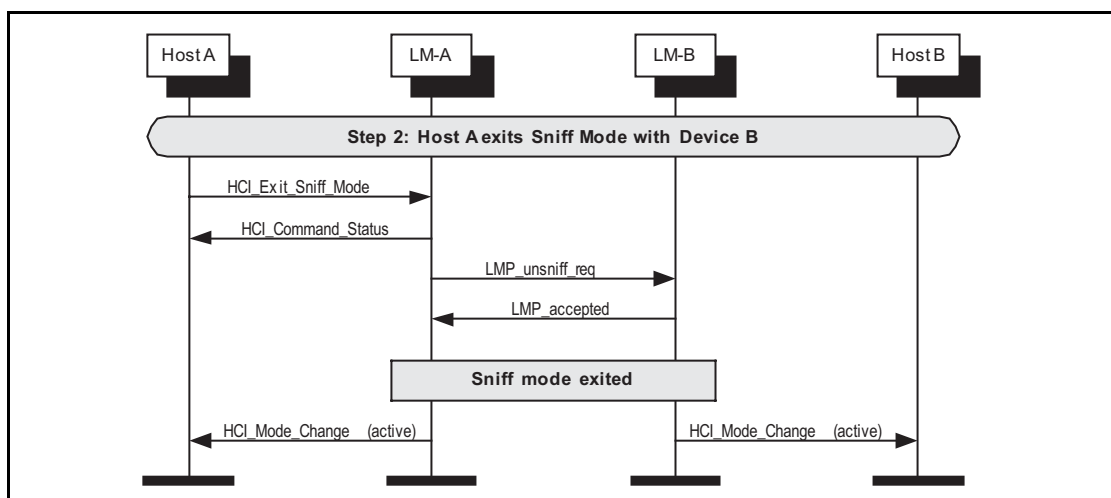 Host A
LM-A
LM-B
Host B
Step 2: Host A exits Sniff Mode with Device B
HCI_Exit_Sniff_Mode
HCI_Command_Status
LMP_unsniff_req
LMP_accepted
Sniff mode exited
HCI_Mode_Change (active)
HCI_Mode_Change (active)